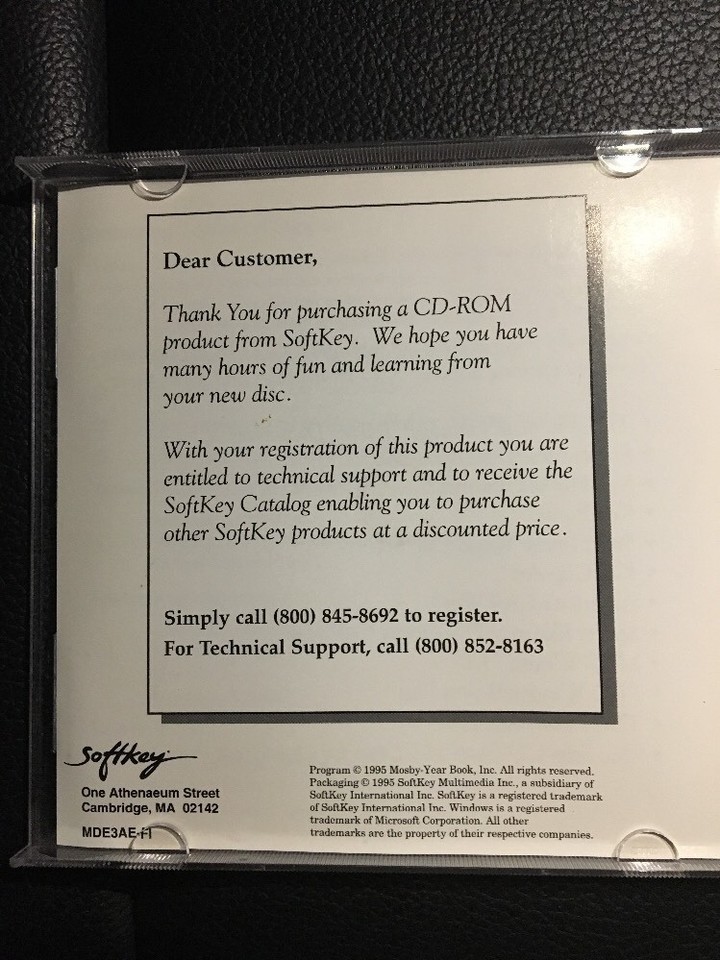 Dear Customer,
Thank You for purchasing a CD-ROM
product from SoftKey. We hope you have
many hours of fun and learning from
your new disc.
With your registration of this product you are
entitled to technical support and to receive the
SoftKey Catalog enabling you to purchase
other SoftKey products at a discounted price.
Simply call (800) 845-8692 to register.
For Technical Support, call (800) 852-8163
Softkey
One Athenaeum Street
Cambridge, MA 02142
MDE3AE-FI
Program © 1995 Mosby-Year Book, Inc. All rights reserved.
Packaging © 1995 SoftKey Multimedia Inc., a subsidiary of
SoftKey International Inc. SoftKey is a registered trademark
of SoftKey International Inc. Windows is a registered
trademark of Microsoft Corporation. All other
trademarks are the property of their respective companies.